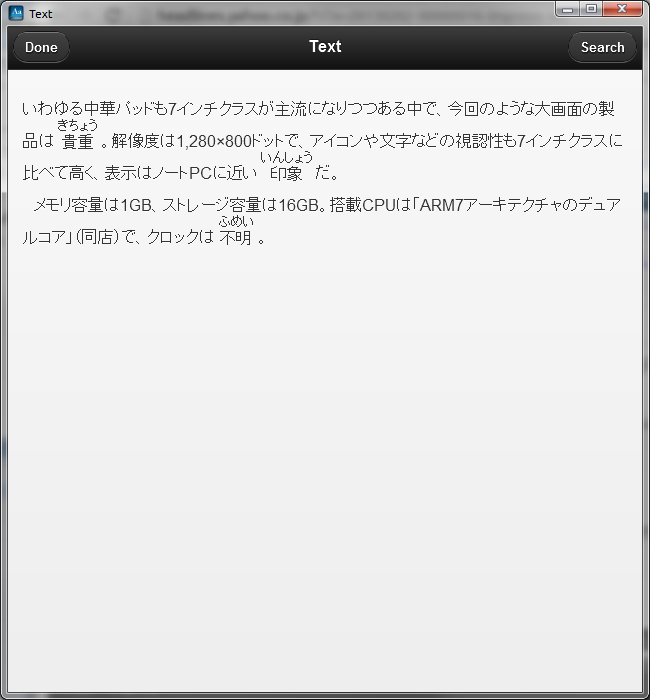 Text
Done
Text
Search
いわゆる中華パッドも7インチクラスが主流になりつつある中で、今回のような大画面の製
きちょう
品は 貴重 。解像度は1,280×800ドットで、アイコンや文字などの視認性も7インチクラスに
いんしょう
比べて高く、表示はノートPCに近い 印象 だ。
メモリ容量は1GB、ストレージ容量は16GB。搭載CPUは「ARM7アーキテクチャのデュア
ふめい
ルコア」（同店）で、クロックは 不明 。